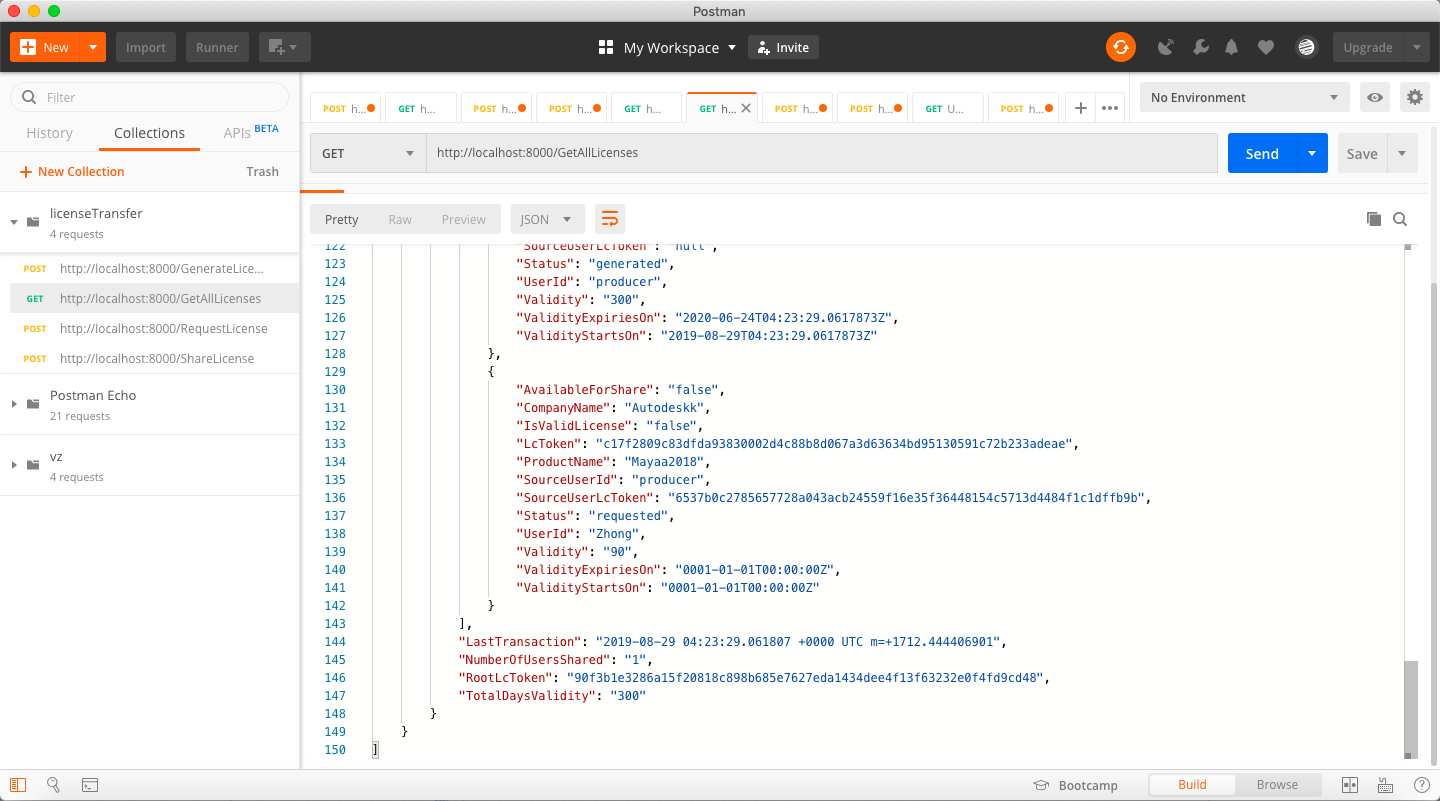 Postman
New
Import
Runner
My Workspace
Invite
Upgrade
Filter
History
Collections
APIs BETA
New Collection
Trash
licenseTransfer
4 requests
POST http://localhost:8000/GenerateLice...
GET http://localhost:8000/GetAllLicenses
POST http://localhost:8000/RequestLicense
POST http://localhost:8000/ShareLicense
Postman Echo
21 requests
vz
4 requests
POST h...
GET h...
POST h...
POST h...
GET h...
GET h...
POST h...
POST h...
GET U...
POST h...
No Environment
GET
http://localhost:8000/GetAllLicenses
Send
Save
Pretty
Raw
Preview
JSON
122 "SourceUserLcToken": "null",
123 "Status": "generated",
124 "UserId": "producer",
125 "Validity": "300",
126 "ValidityExpiriesOn": "2020-06-24T04:23:29.0617873Z",
127 "ValidityStartsOn": "2019-08-29T04:23:29.0617873Z"
128 },
129 {
130 "AvailableForShare": "false",
131 "CompanyName": "Autodeskk",
132 "IsValidLicense": "false",
133 "LcToken": "c17f2809c83dfda93830002d4c88b8d067a3d63634bd95130591c72b233adeae",
134 "ProductName": "Mayaa2018",
135 "SourceUserId": "producer",
136 "SourceUserLcToken": "6537b0c2785657728a043acb24559f16e35f36448154c5713d4484f1c1dffb9b",
137 "Status": "requested",
138 "UserId": "Zhong",
139 "Validity": "90",
140 "ValidityExpiriesOn": "0001-01-01T00:00:00Z",
141 "ValidityStartsOn": "0001-01-01T00:00:00Z"
142 }
143 ],
144 "LastTransaction": "2019-08-29 04:23:29.061807 +0000 UTC m=+1712.444406901",
145 "NumberOfUsersShared": "1",
146 "RootLcToken": "90f3b1e3286a15f20818c898b685e7627eda1434dee4f13f63232e0f4fd9cd48",
147 "TotalDaysValidity": "300"
148 }
149 }
150 ]
Bootcamp
Build
Browse